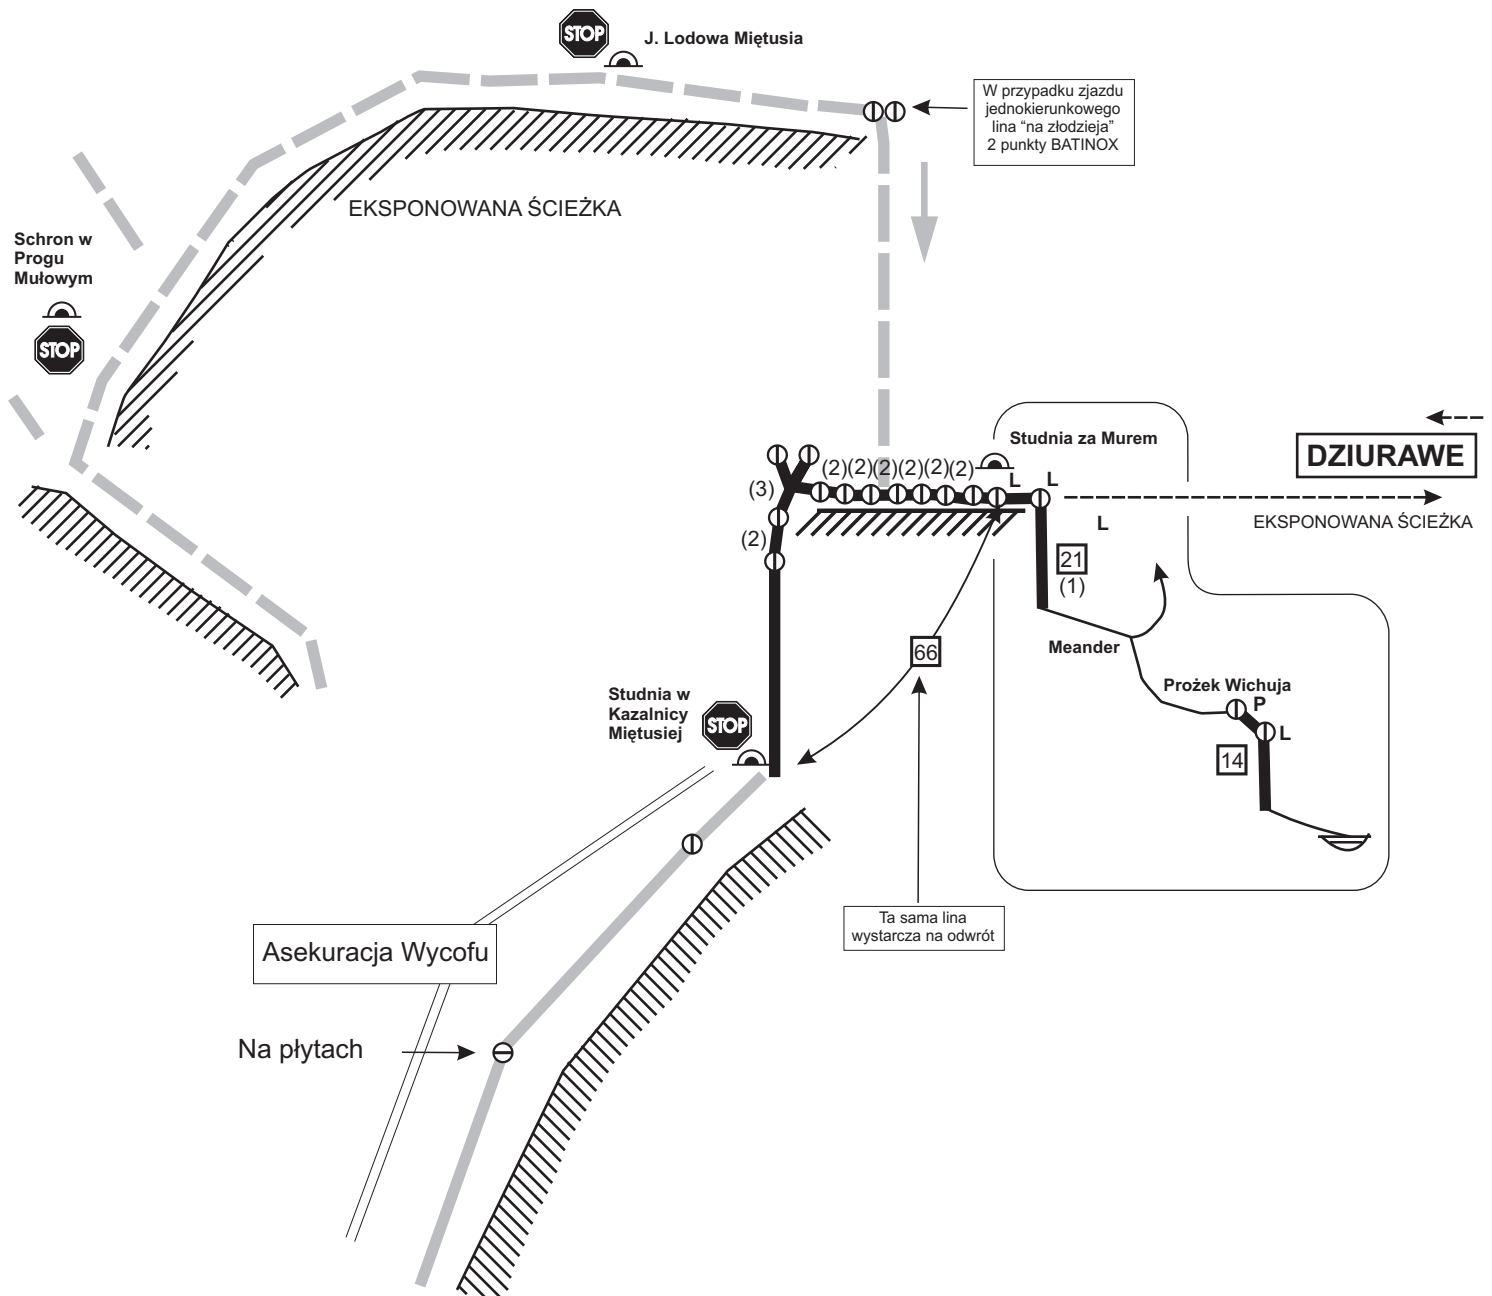 STOP
J. Lodowa Miętusia
W przypadku zjazdu
jednokierunkowego
lina “na złodzieja”
2 punkty BATINOX
EKSPONOWANA ŚCIEŻKA
Schron w
Progu
Mułowym
STOP
Studnia za Murem
DZIURAWE
(2)(2)(2)(2)(2)(2)
L
L
(3)
EKSPONOWANA ŚCIEŻKA
L
(2)
21
(1)
Meander
66
Prożek Wichuja
P
L
14
Studnia w
Kazalnicy
Miętusiej
STOP
Ta sama lina
wystarcza na odwrót
Asekuracja Wycofu
Na płytach